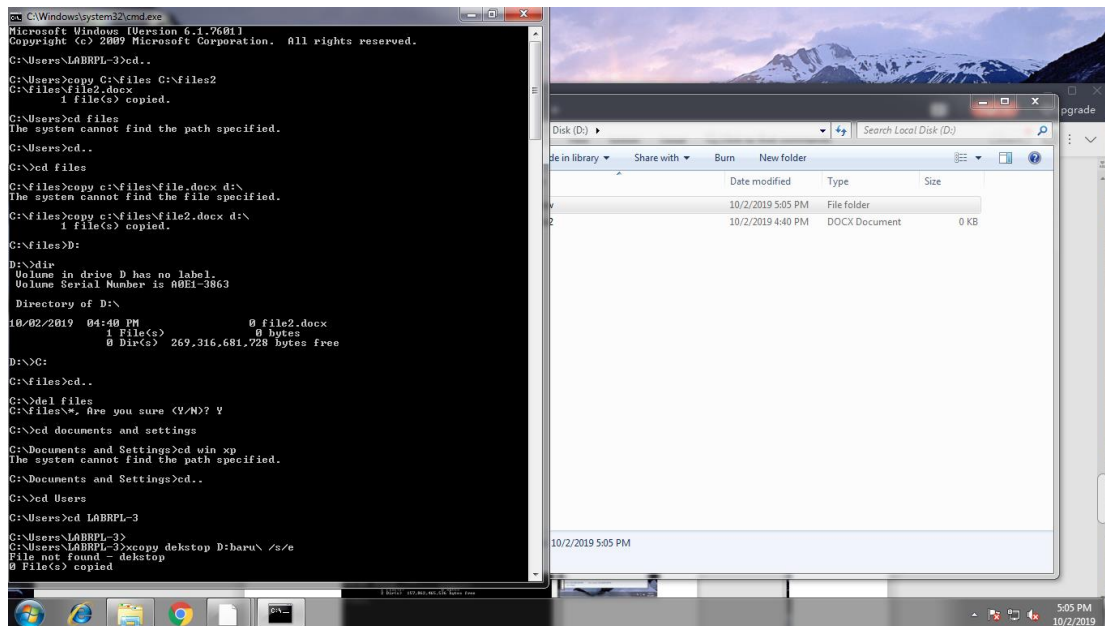 C:\Windows\system32\cmd.exe
Microsoft Windows [Version 6.1.7601]
Copyright (c) 2009 Microsoft Corporation.  All rights reserved.
C:\Users\LABRPL-3>cd..
C:\Users>copy C:\files C:\files2
C:\files\file2.docx
1 file(s) copied.
C:\Users>cd files
The system cannot find the path specified.
C:\Users>cd..
C:\>cd files
C:\files>copy c:\files\file.docx d:\
The system cannot find the file specified.
C:\files>copy c:\files\file2.docx d:\
1 file(s) copied.
C:\files>D:
D:\>dir
Volume in drive D has no label.
Volume Serial Number is A0E1-3863
Directory of D:\
10/02/2019  04:40 PM                 0 file2.docx
1 File(s)              0 bytes
0 Dir(s)  269,316,681,728 bytes free
D:\>C:
C:\files>cd..
C:\>del files
C:\files\*, Are you sure (Y/N)? Y
C:\>cd documents and settings
C:\Documents and Settings>cd win xp
The system cannot find the path specified.
C:\Documents and Settings>cd..
C:\>cd Users
C:\Users>cd LABRPL-3
C:\Users\LABRPL-3>
C:\Users\LABRPL-3>xcopy dekstop D:baru\ /s/e
File not found - dekstop
0 File(s) copied
pgrade
Disk (D:)
Search Local Disk (D:)
de in library
Share with
Burn
New folder
Date modified
Type
Size
10/2/2019 5:05 PM
File folder
2
10/2/2019 4:40 PM
DOCX Document
0 KB
10/2/2019 5:05 PM
5:05 PM
10/2/2019